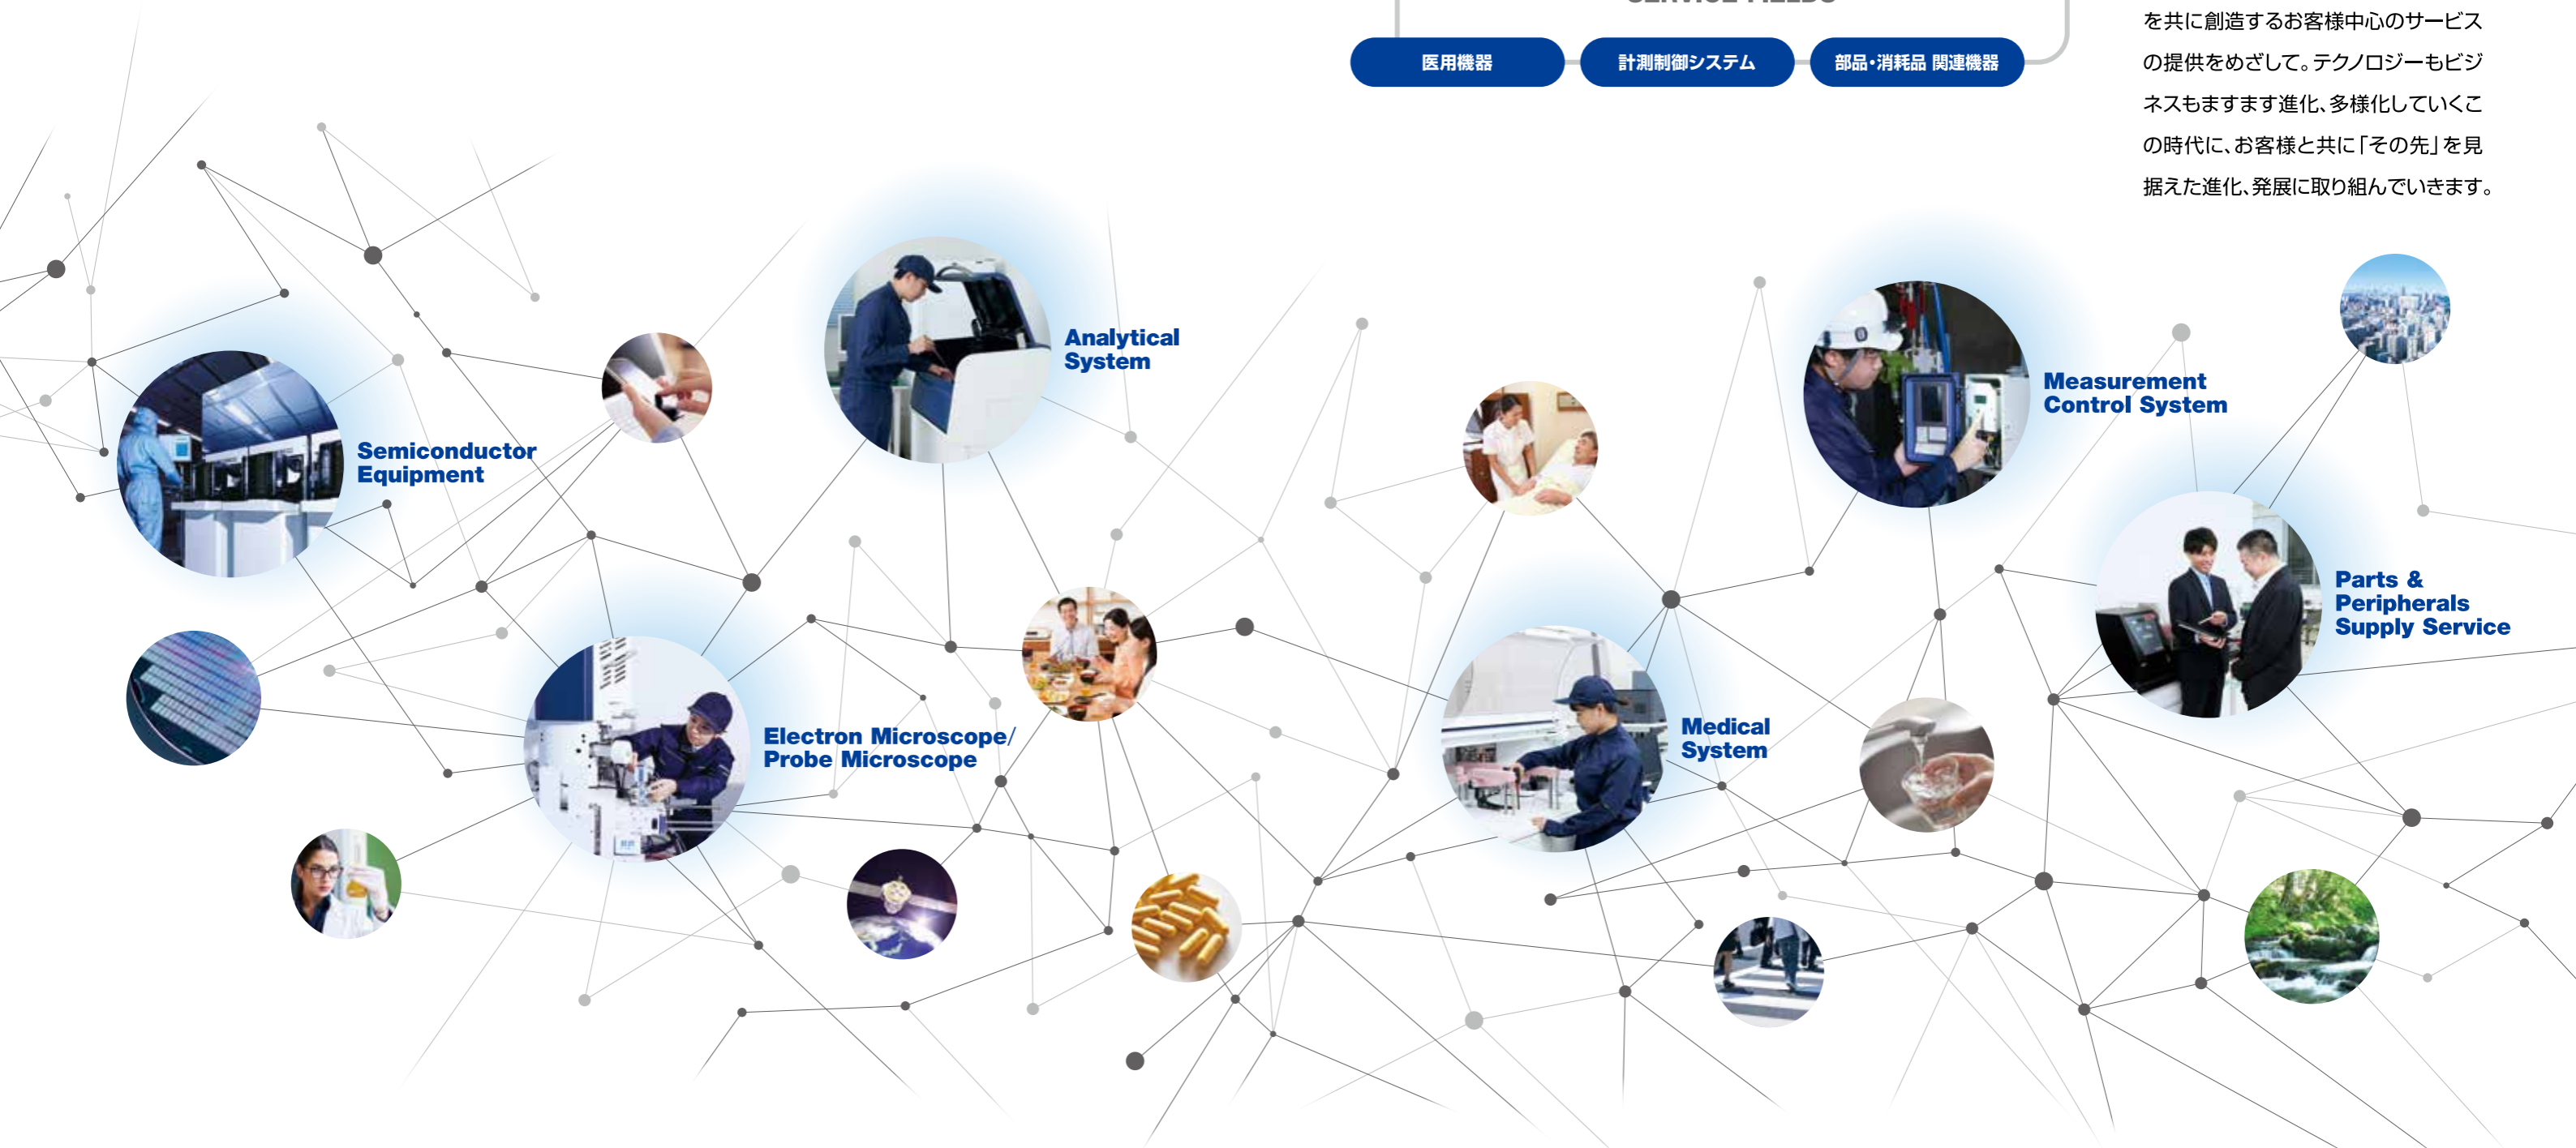 SERVICE FIELDS
医用機器
計測制御システム
部品・消耗品 関連機器
を共に創造するお客様中心のサービス
の提供をめざして。テクノロジーもビジ
ネスもますます進化、多様化していくこ
の時代に、お客様と共に「その先」を見
据えた進化、発展に取り組んでいきます。
Analytical
System
Measurement
Control System
Semiconductor
Equipment
Parts &
Peripherals
Supply Service
Electron Microscope/
Probe Microscope
Medical
System